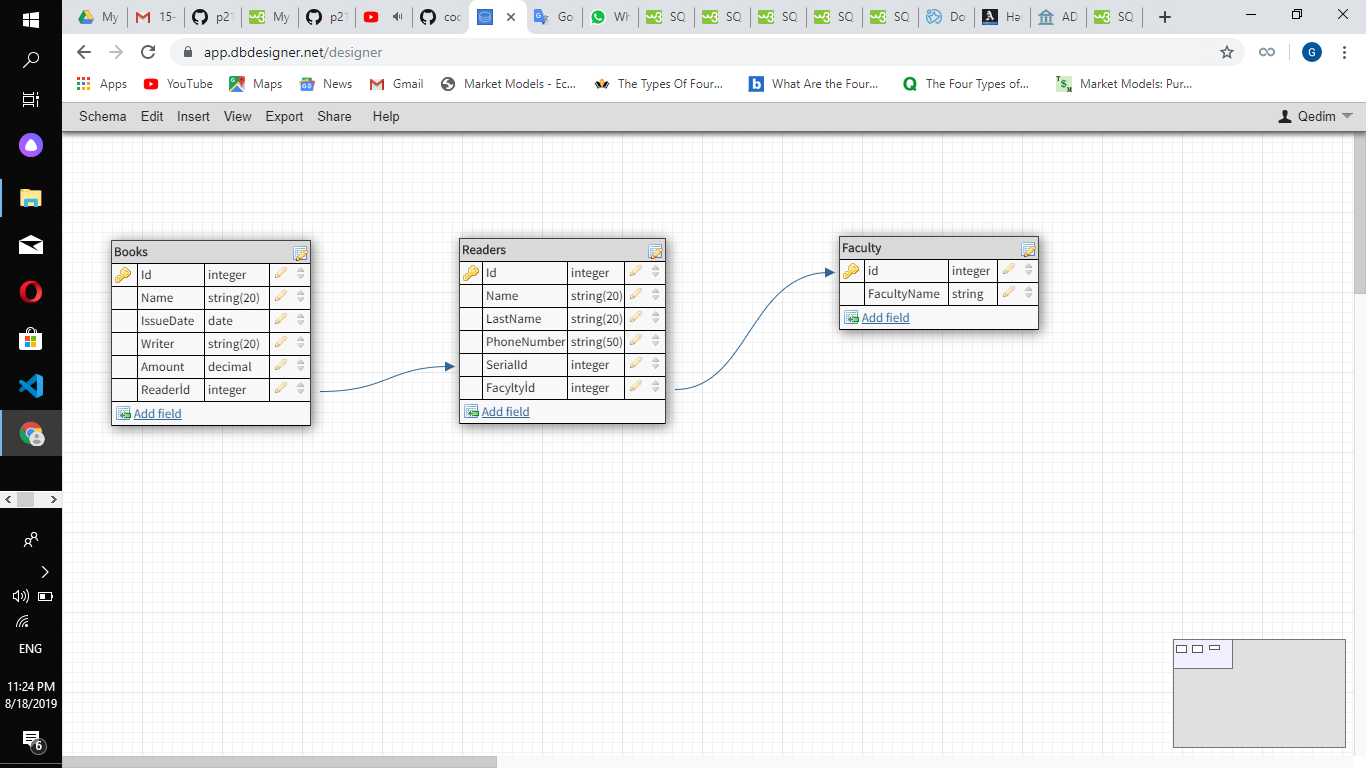 My
15-
p21
My
p21
coc
Go
Wh
SQ
SQ
SQ
SQ
SQ
Do
Hə
AD
SQ
app.dbdesigner.net/designer
G
Apps YouTube Maps News Gmail Market Models - Ec... The Types Of Four... What Are the Four... The Four Types of... Market Models: Pur...
Schema Edit Insert View Export Share Help Qedim
Books
Id integer
Name string(20)
IssueDate date
Writer string(20)
Amount decimal
Readerİd integer
Add field
Readers
Id integer
Name string(20)
LastName string(20)
PhoneNumber string(50)
SerialId integer
Facyltyİd integer
Add field
Faculty
id integer
FacultyName string
Add field
ENG
11:24 PM
8/18/2019
6